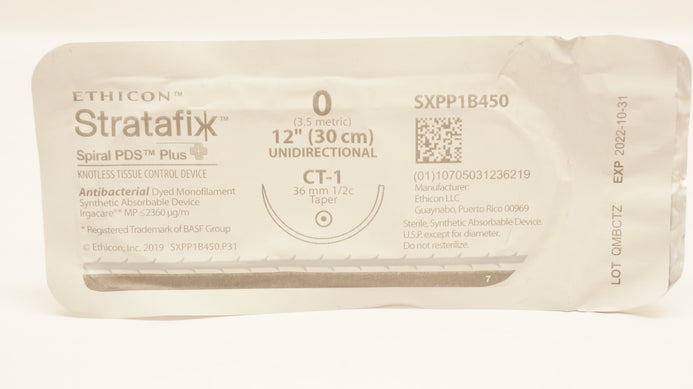 ETHICON™
Stratafix™
Spiral PDS™ Plus
KNOTLESS TISSUE CONTROL DEVICE
Antibacterial Dyed Monofilament
Synthetic Absorbable Device
Irgacare®* MP ≤2360 µg/m
* Registered Trademark of BASF Group
© Ethicon, Inc. 2019 SXPP1B450.P31
0
(3.5 metric)
12" (30 cm)
UNIDIRECTIONAL
CT-1
36 mm 1/2c
Taper
SXPP1B450
(01)10705031236219
Manufacturer:
Ethicon LLC
Guaynabo, Puerto Rico 00969
Sterile, Synthetic Absorbable Device.
U.S.P. except for diameter.
Do not resterilize.
7
LOT QMBCTZ EXP 2022-10-31